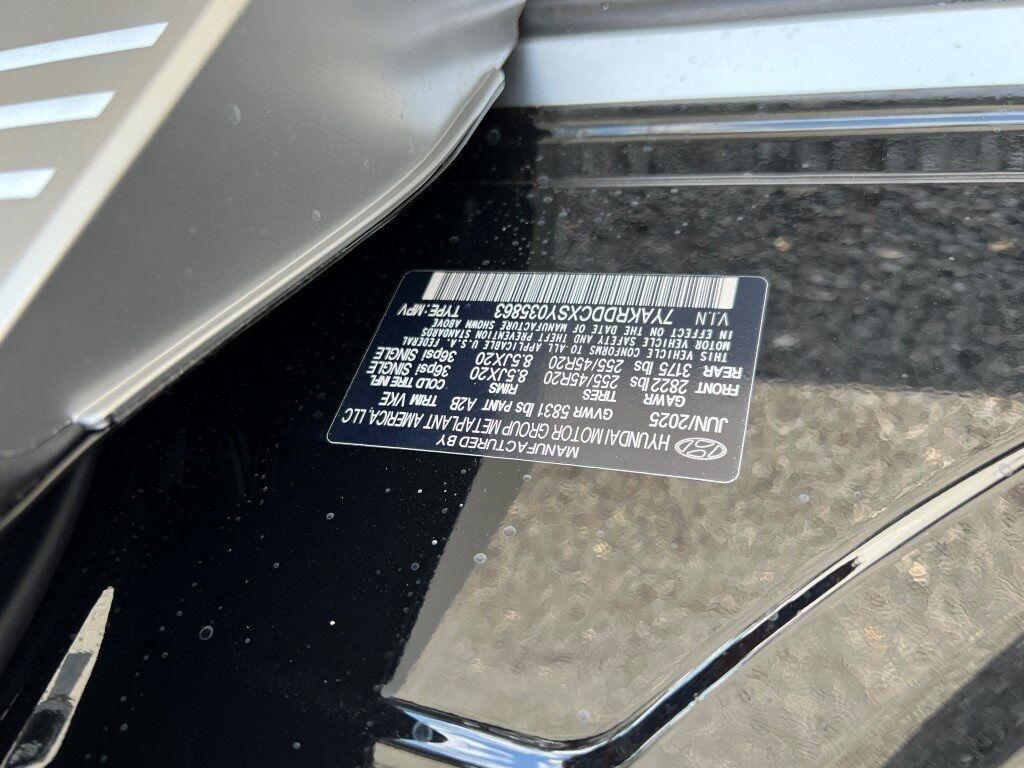 MANUFACTURED BY
HYUNDAI MOTOR GROUP METAPLANT AMERICA, LLC
JUN/2025 GVWR 5831 lbs PAINT A2B TRIM VKE
GAWR TIRES RIMS COLD TIRE NFL
FRONT 2822 lbs 255/45R20 8.5JX20 36psi SINGLE
REAR 3175 lbs 255/45R20 8.5JX20 36psi SINGLE
THIS VEHICLE CONFORMS TO ALL APPLICABLE U.S.A. FEDERAL
MOTOR VEHICLE SAFETY AND THEFT PREVENTION STANDARDS
IN EFFECT ON THE DATE OF MANUFACTURE SHOWN ABOVE
VIN 7YAKRDDCXSY035863 TYPE: MPV